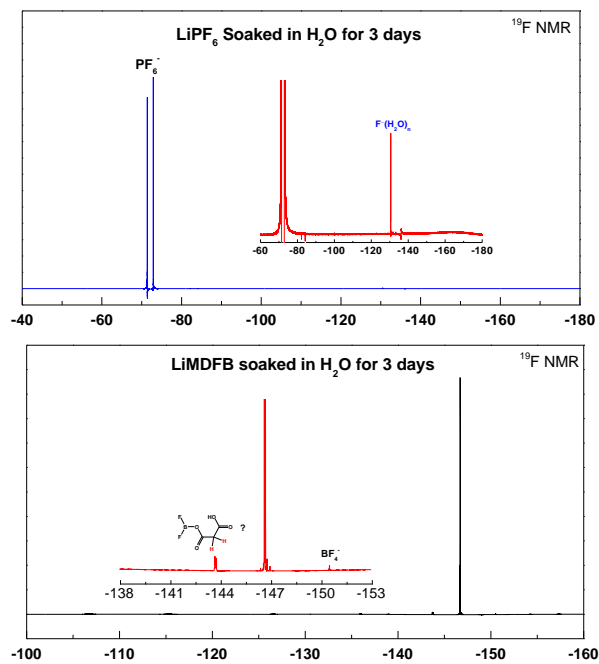 LiPF₆ Soaked in H₂O for 3 days
¹⁹F NMR
PF₆⁻
F⁻(H₂O)ₙ
-60 -80 -100 -120 -140 -160 -180
-40 -60 -80 -100 -120 -140 -160 -180
LiMDFB soaked in H₂O for 3 days
¹⁹F NMR
HO
F O O ?
B
F O H
H
BF₄⁻
-138 -141 -144 -147 -150 -153
-100 -110 -120 -130 -140 -150 -160